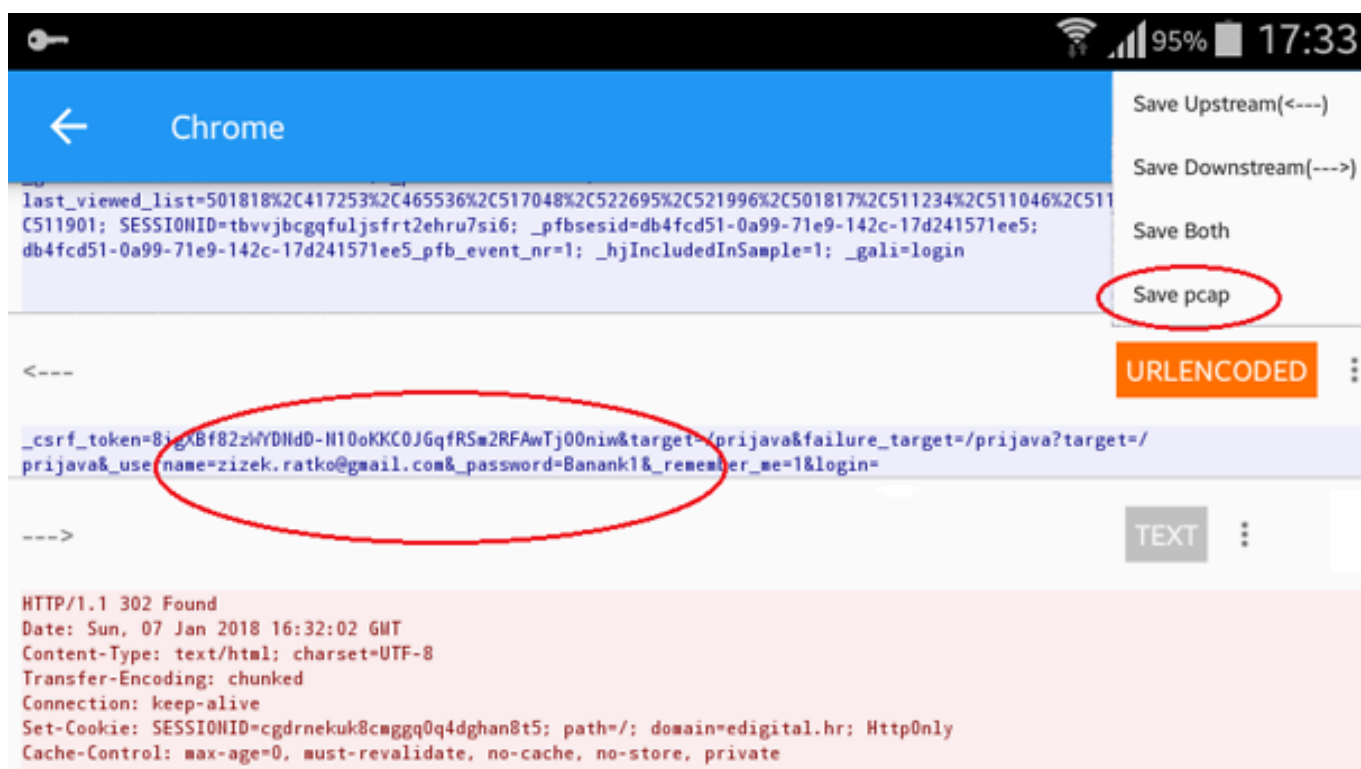 95% 17:33
Chrome
Save Upstream(<---)
Save Downstream(--->)
Save Both
Save pcap
last_viewed_list=501818%2C417253%2C465536%2C517048%2C522695%2C521996%2C501817%2C511234%2C511046%2C511
C511901; SESSIONID=tbvvjbcgqfuljsfrt2ehru7si6; _pfbsesid=db4fcd51-0a99-71e9-142c-17d241571ee5;
db4fcd51-0a99-71e9-142c-17d241571ee5_pfb_event_nr=1; _hjIncludedInSample=1; _gali=login
<---
URLENCODED
_csrf_token=8igXBf82zWYDNdD-N10oKKC0JGqfRSm2RFAwTj00niw&target=/prijava&failure_target=/prijava?target=/
prijava&_username=zizek.ratko@gmail.com&_password=Banank1&_remember_me=1&login=
--->
TEXT
HTTP/1.1 302 Found
Date: Sun, 07 Jan 2018 16:32:02 GMT
Content-Type: text/html; charset=UTF-8
Transfer-Encoding: chunked
Connection: keep-alive
Set-Cookie: SESSIONID=cgdrnekuk8cmggq0q4dghan8t5; path=/; domain=edigital.hr; HttpOnly
Cache-Control: max-age=0, must-revalidate, no-cache, no-store, private